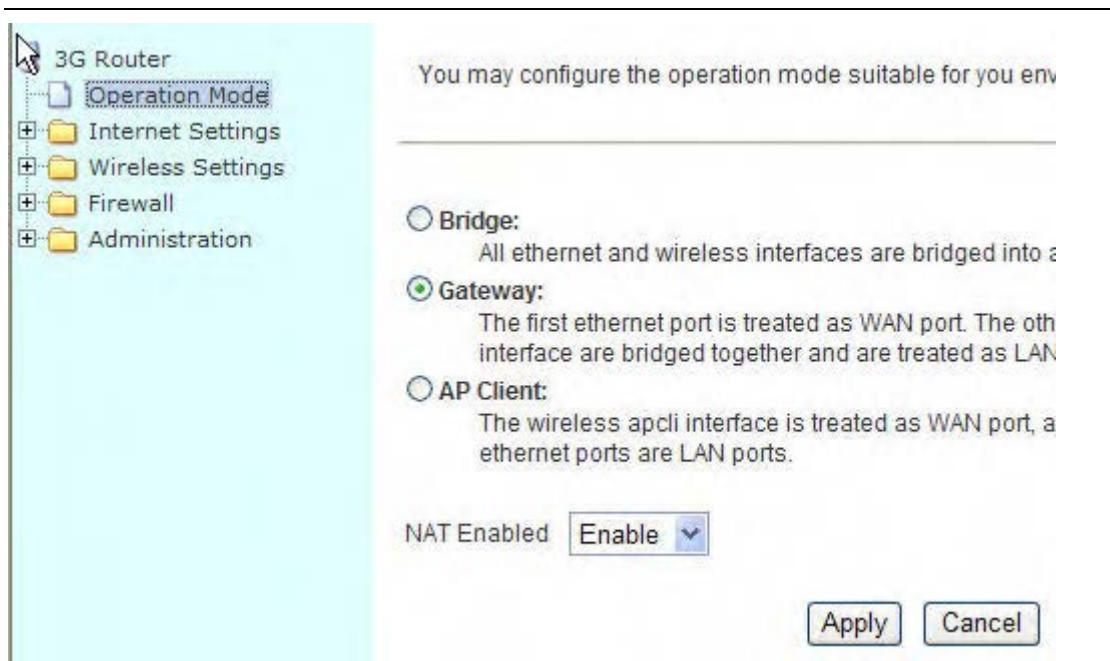 3G Router
Operation Mode
Internet Settings
Wireless Settings
Firewall
Administration
You may configure the operation mode suitable for you env
Bridge:
All ethernet and wireless interfaces are bridged into a
Gateway:
The first ethernet port is treated as WAN port. The oth
interface are bridged together and are treated as LAN
AP Client:
The wireless apcli interface is treated as WAN port, a
ethernet ports are LAN ports.
NAT Enabled Enable
Apply Cancel